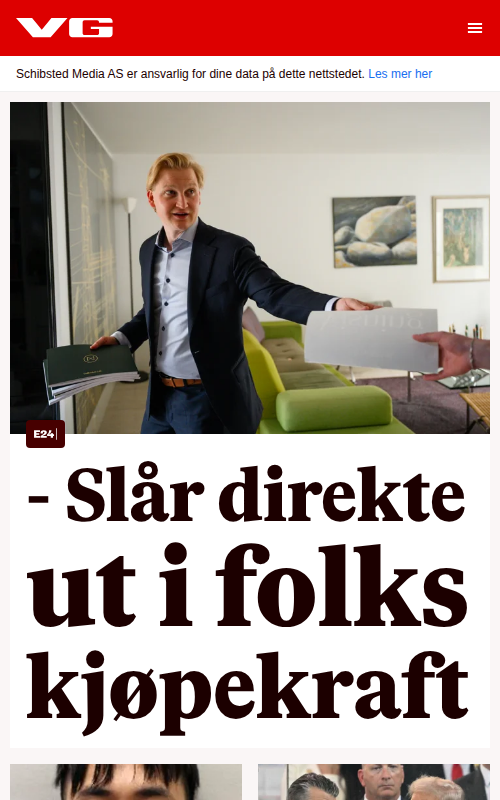 VG
Schibsted Media AS er ansvarlig for dine data på dette nettstedet. Les mer her
E24
- Slår direkte
ut i folks
kjøpekraft